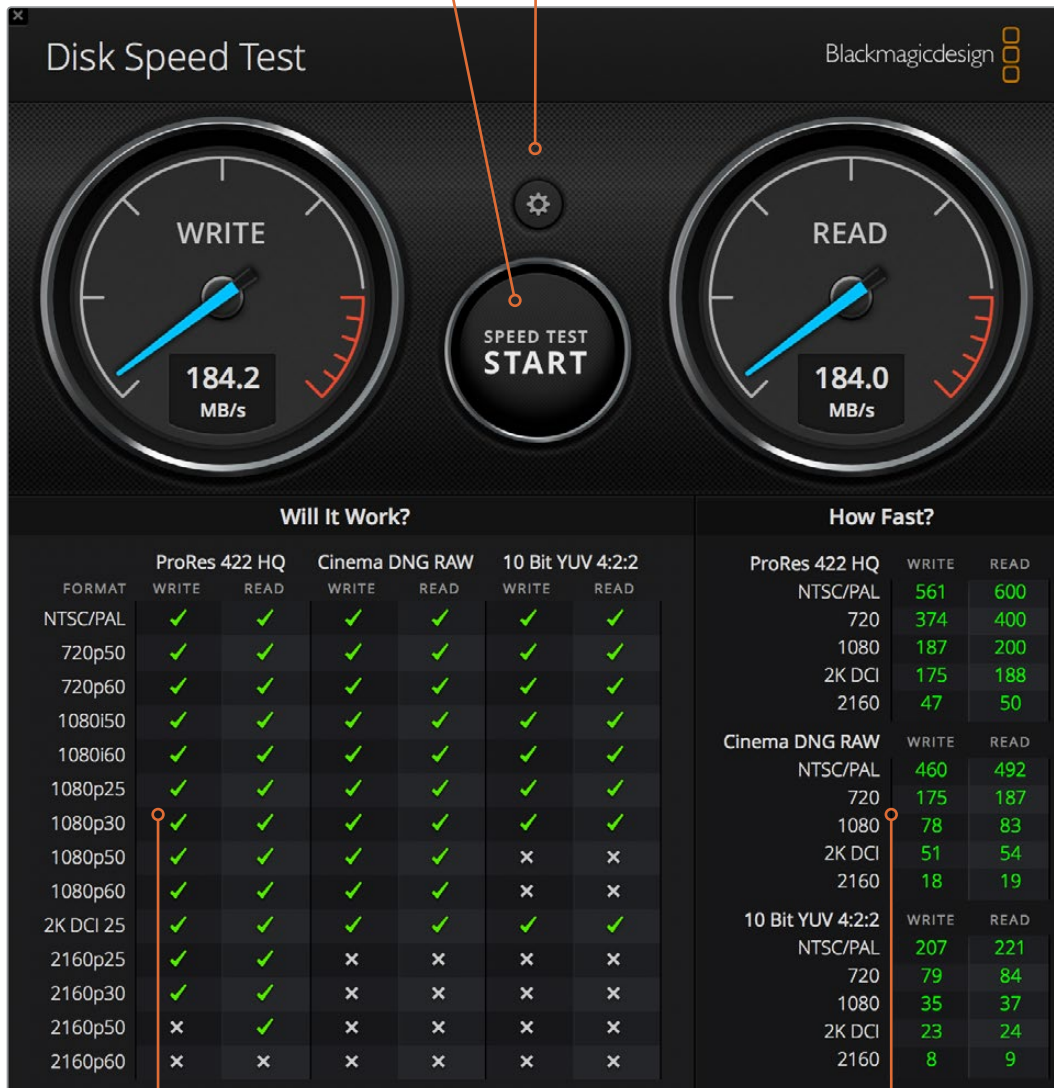 Disk Speed Test
Blackmagicdesign
WRITE
184.2
MB/s
SPEED TEST
START
READ
184.0
MB/s
Will It Work?
ProRes 422 HQ Cinema DNG RAW 10 Bit YUV 4:2:2
FORMAT WRITE READ WRITE READ WRITE READ
NTSC/PAL
720p50
720p60
1080i50
1080i60
1080p25
1080p30
1080p50
1080p60
2K DCI 25
2160p25
2160p30
2160p50
2160p60
How Fast?
ProRes 422 HQ WRITE READ
NTSC/PAL 561 600
720 374 400
1080 187 200
2K DCI 175 188
2160 47 50
Cinema DNG RAW WRITE READ
NTSC/PAL 460 492
720 175 187
1080 78 83
2K DCI 51 54
2160 18 19
10 Bit YUV 4:2:2 WRITE READ
NTSC/PAL 207 221
720 79 84
1080 35 37
2K DCI 23 24
2160 8 9